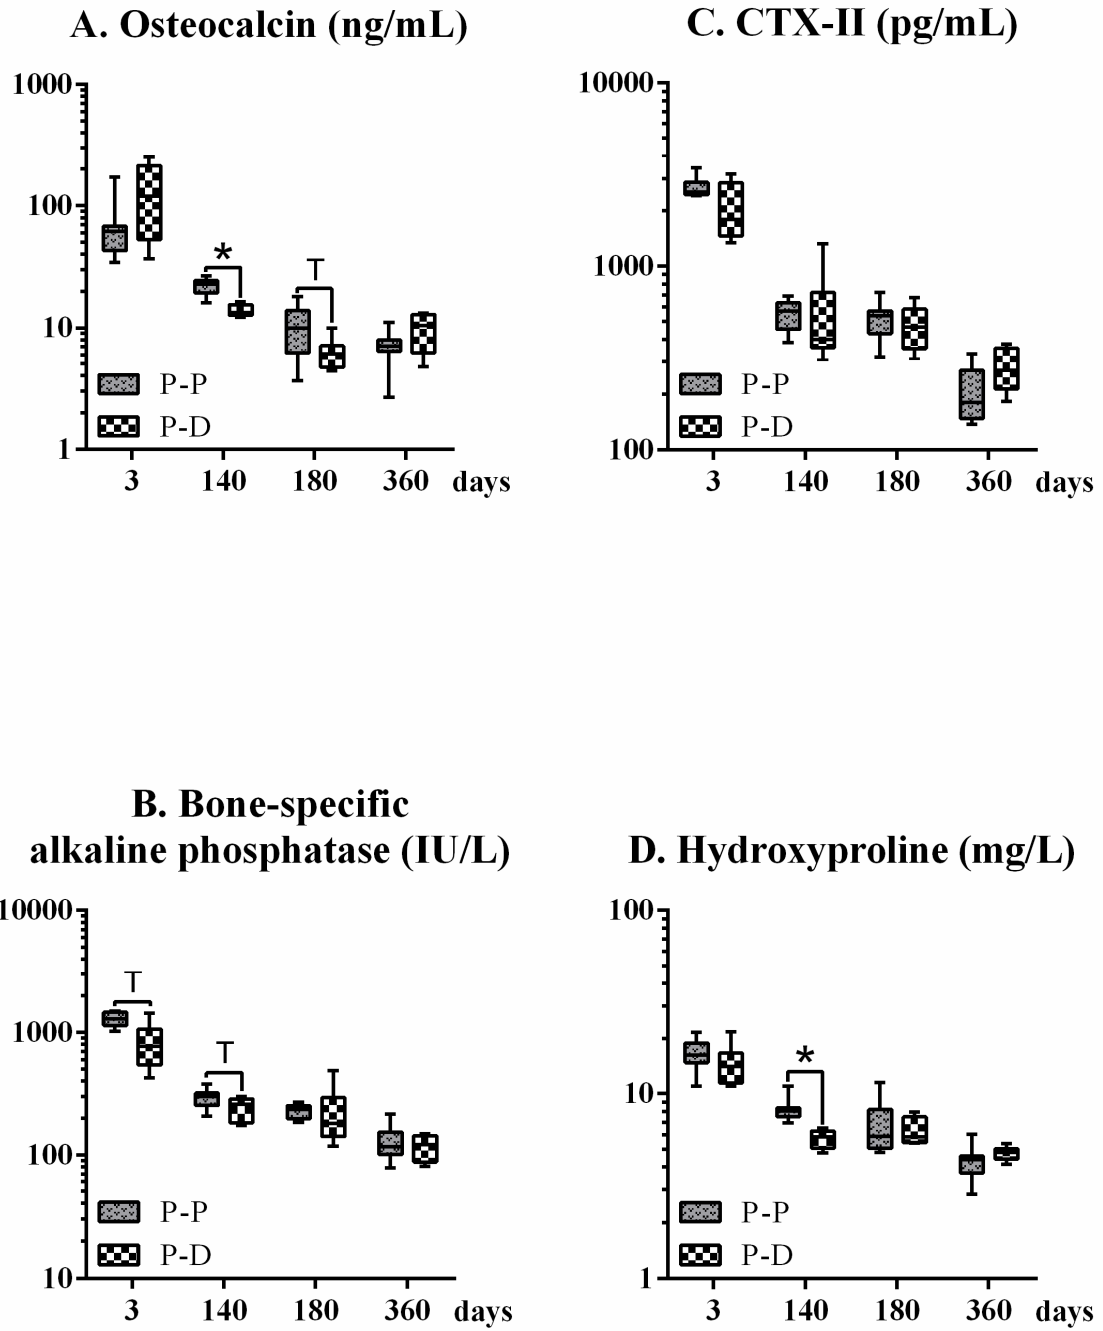 A. Osteocalcin (ng/mL)
1000
100
10
1
*
T
P-P
P-D
3 140 180 360 days
C. CTX-II (pg/mL)
10000
1000
100
P-P
P-D
3 140 180 360 days
B. Bone-specific
alkaline phosphatase (IU/L)
10000
1000
100
10
T
T
P-P
P-D
3 140 180 360 days
D. Hydroxyproline (mg/L)
100
10
1
*
P-P
P-D
3 140 180 360 days